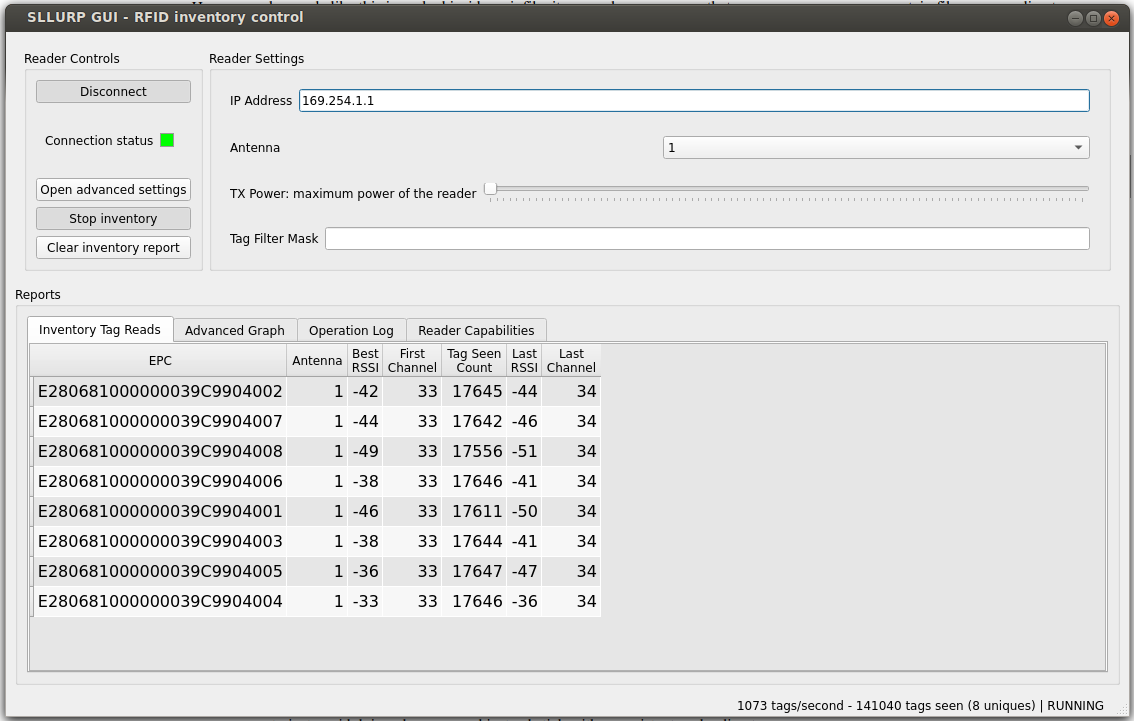 SLLURP GUI - RFID inventory control
Reader Controls
Disconnect
Connection status
Open advanced settings
Stop inventory
Clear inventory report
Reader Settings
IP Address 169.254.1.1
Antenna 1
TX Power: maximum power of the reader
Tag Filter Mask
Reports
Inventory Tag Reads Advanced Graph Operation Log Reader Capabilities
EPC Antenna Best RSSI First Channel Tag Seen Count Last RSSI Last Channel
E280681000000039C9904002 1 -42 33 17645 -44 34
E280681000000039C9904007 1 -44 33 17642 -46 34
E280681000000039C9904008 1 -49 33 17556 -51 34
E280681000000039C9904006 1 -38 33 17646 -41 34
E280681000000039C9904001 1 -46 33 17611 -50 34
E280681000000039C9904003 1 -38 33 17644 -41 34
E280681000000039C9904005 1 -36 33 17647 -47 34
E280681000000039C9904004 1 -33 33 17646 -36 34
1073 tags/second - 141040 tags seen (8 uniques) | RUNNING